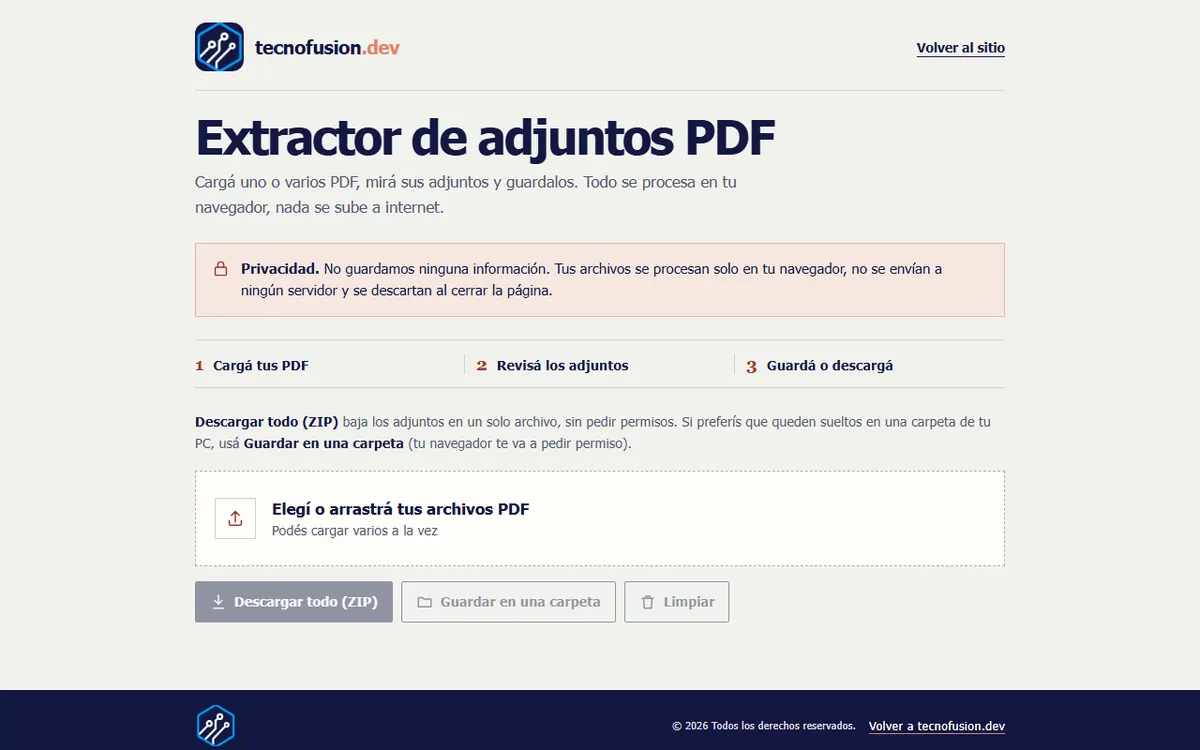 tecnofusion.dev
Volver al sitio
Extractor de adjuntos PDF
Cargá uno o varios PDF, mirá sus adjuntos y guardalos. Todo se procesa en tu
navegador, nada se sube a internet.
Privacidad. No guardamos ninguna información. Tus archivos se procesan solo en tu navegador, no se envían a
ningún servidor y se descartan al cerrar la página.
1 Cargá tus PDF
2 Revisá los adjuntos
3 Guardá o descargá
Descargar todo (ZIP) baja los adjuntos en un solo archivo, sin pedir permisos. Si preferís que queden sueltos en una carpeta de tu
PC, usá Guardar en una carpeta (tu navegador te va a pedir permiso).
Elegí o arrastrá tus archivos PDF
Podés cargar varios a la vez
Descargar todo (ZIP)
Guardar en una carpeta
Limpiar
© 2026 Todos los derechos reservados.
Volver a tecnofusion.dev